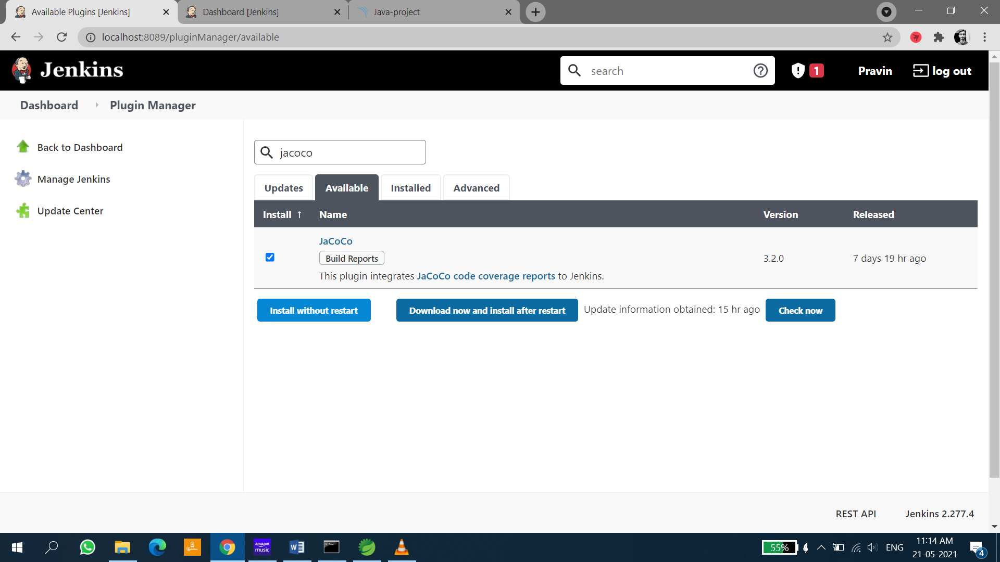 Available Plugins [Jenkins]
Dashboard [Jenkins]
Java-project
localhost:8089/pluginManager/available
Jenkins
search
1
Pravin
log out
Dashboard
Plugin Manager
Back to Dashboard
Manage Jenkins
Update Center
jacoco
Updates
Available
Installed
Advanced
Install ↑
Name
Version
Released
JaCoCo
Build Reports
3.2.0
7 days 19 hr ago
This plugin integrates JaCoCo code coverage reports to Jenkins.
Install without restart
Download now and install after restart
Update information obtained: 15 hr ago
Check now
REST API
Jenkins 2.277.4
amazon
music
55%
ENG
11:14 AM
21-05-2021
4